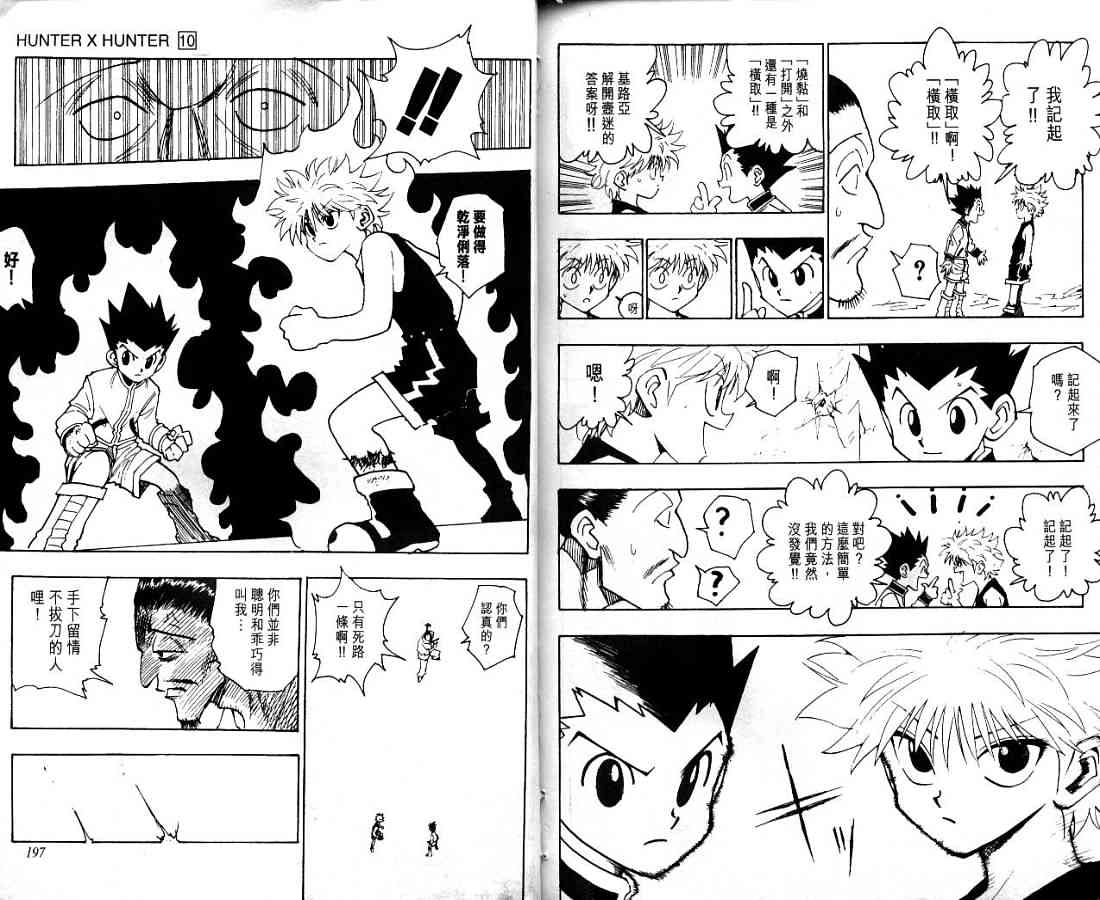 HUNTER X HUNTER 10
我記起
了!!
「橫取」啊!
「橫取」!!
?
「燒黏」和
「打開」之外
還有一種是
「橫取」!!
基路亞
解開壼迷的
答案呀!!
呀
記起來了
嗎?
啊!
嗯!
記起了!
記起了!
對吧?
這麼簡單
的方法,
我們竟然
沒發覺!!
?
?
!!
要做得
乾淨俐落!
好!
你們
認真的?
只有死路
一條啊!!
你們並非
聰明和乖巧得
叫我…
手下留情
不拔刀的人
哩!
197